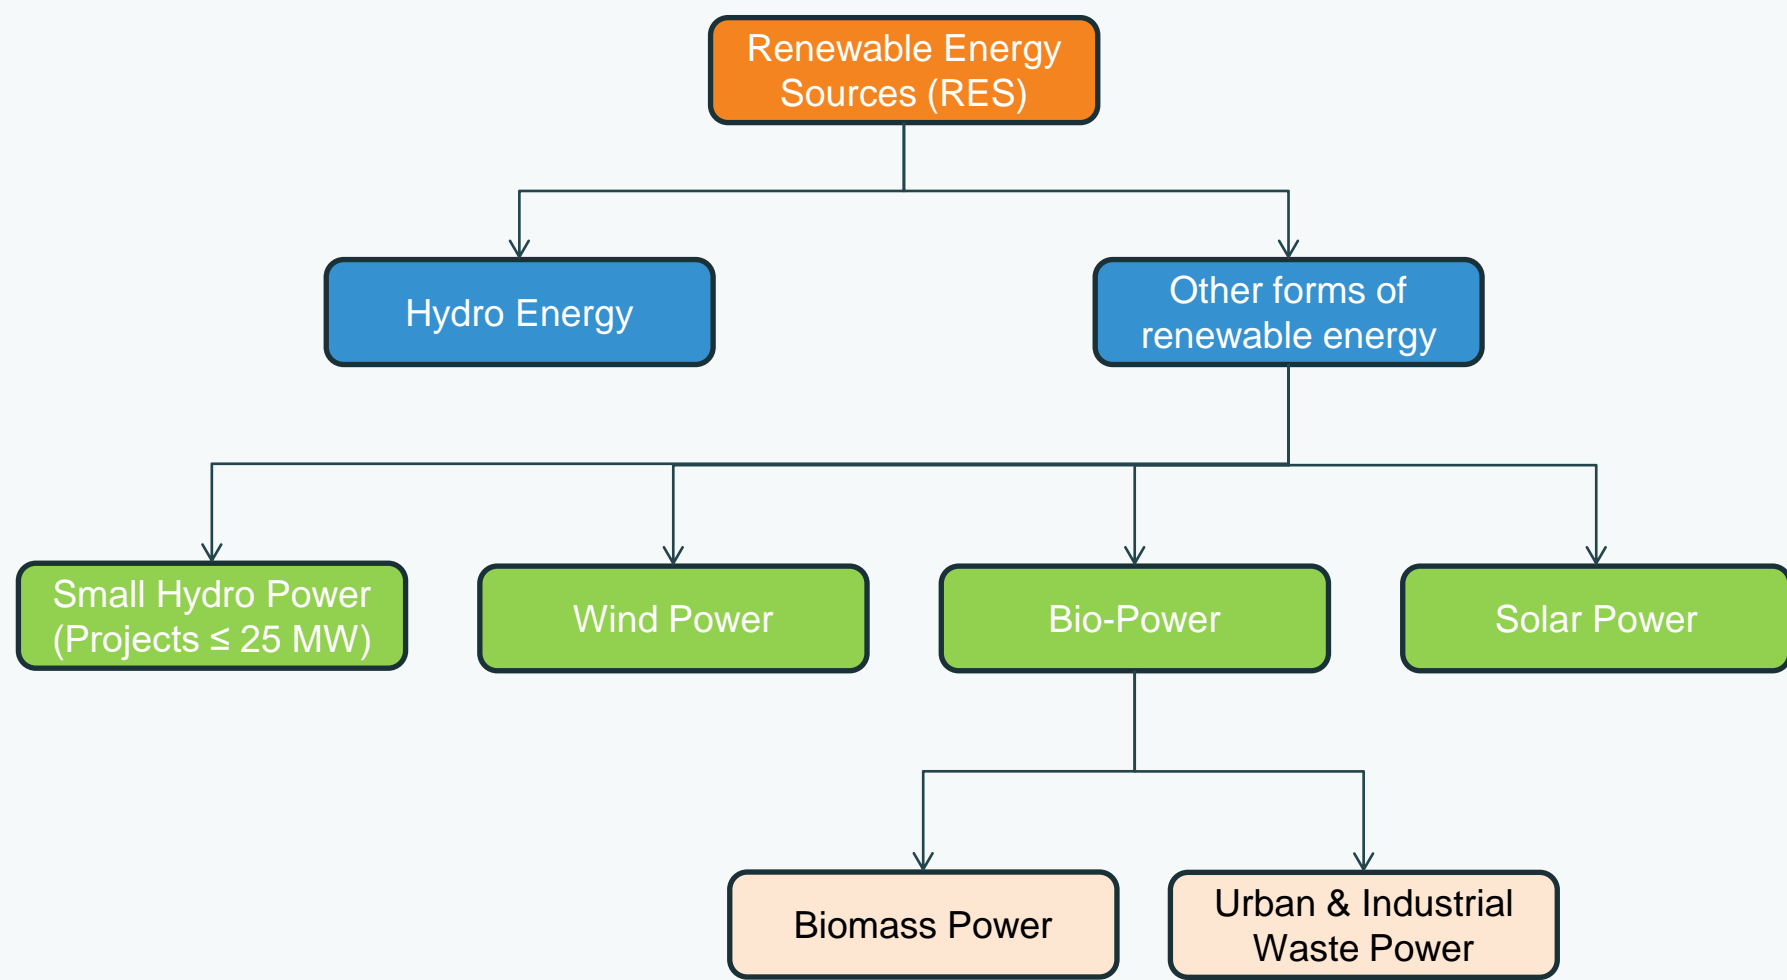 Renewable Energy
Sources (RES)
Hydro Energy
Other forms of
renewable energy
Small Hydro Power
(Projects ≤ 25 MW)
Wind Power
Bio-Power
Solar Power
Biomass Power
Urban & Industrial
Waste Power